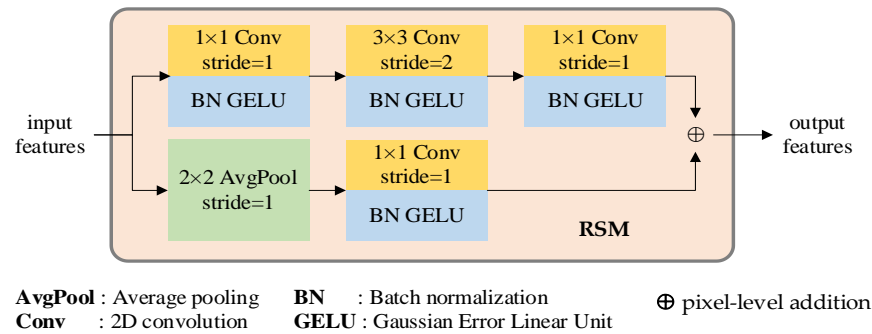 1×1 Conv
stride=1
BN GELU
3×3 Conv
stride=2
BN GELU
1×1 Conv
stride=1
BN GELU
input
features
⊕
output
features
2×2 AvgPool
stride=1
1×1 Conv
stride=1
BN GELU
RSM
AvgPool : Average pooling
BN : Batch normalization
⊕ pixel-level addition
Conv : 2D convolution
GELU : Gaussian Error Linear Unit